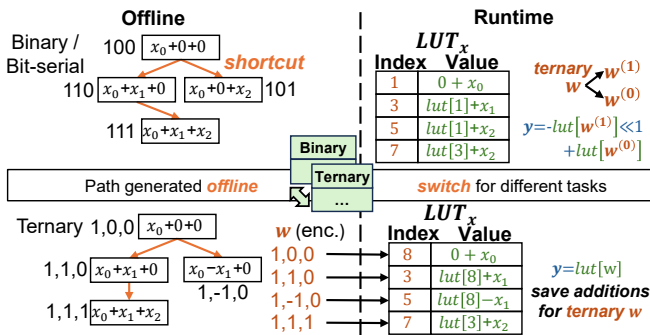 Offline
Runtime
Binary /
Bit-serial
100
x₀+0+0
shortcut
110
x₀+x₁+0
x₀+0+x₂
101
111
x₀+x₁+x₂
LUTₓ
Index Value
1 0 + x₀
3 lut[1]+x₁
5 lut[1]+x₂
7 lut[3]+x₂
ternary
w
w⁽¹⁾
w⁽⁰⁾
y=-lut[w⁽¹⁾]≪1
+lut[w⁽⁰⁾]
Binary
Ternary
...
Path generated offline
switch for different tasks
Ternary
1,0,0
x₀+0+0
1,1,0
x₀+x₁+0
x₀-x₁+0
1,-1,0
1,1,1
x₀+x₁+x₂
w (enc.)
1,0,0
1,1,0
1,-1,0
1,1,1
LUTₓ
Index Value
8 0 + x₀
3 lut[8]+x₁
5 lut[8]−x₁
7 lut[3]+x₂
y=lut[w]
save additions
for ternary w